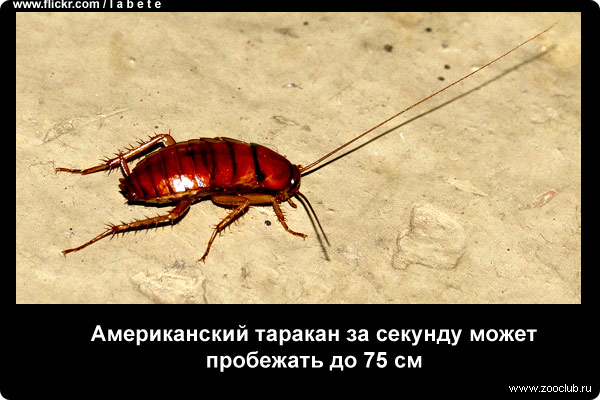 www.flickr.com / l a b e t e
Американский таракан за секунду может
пробежать до 75 см
www.zooclub.ru